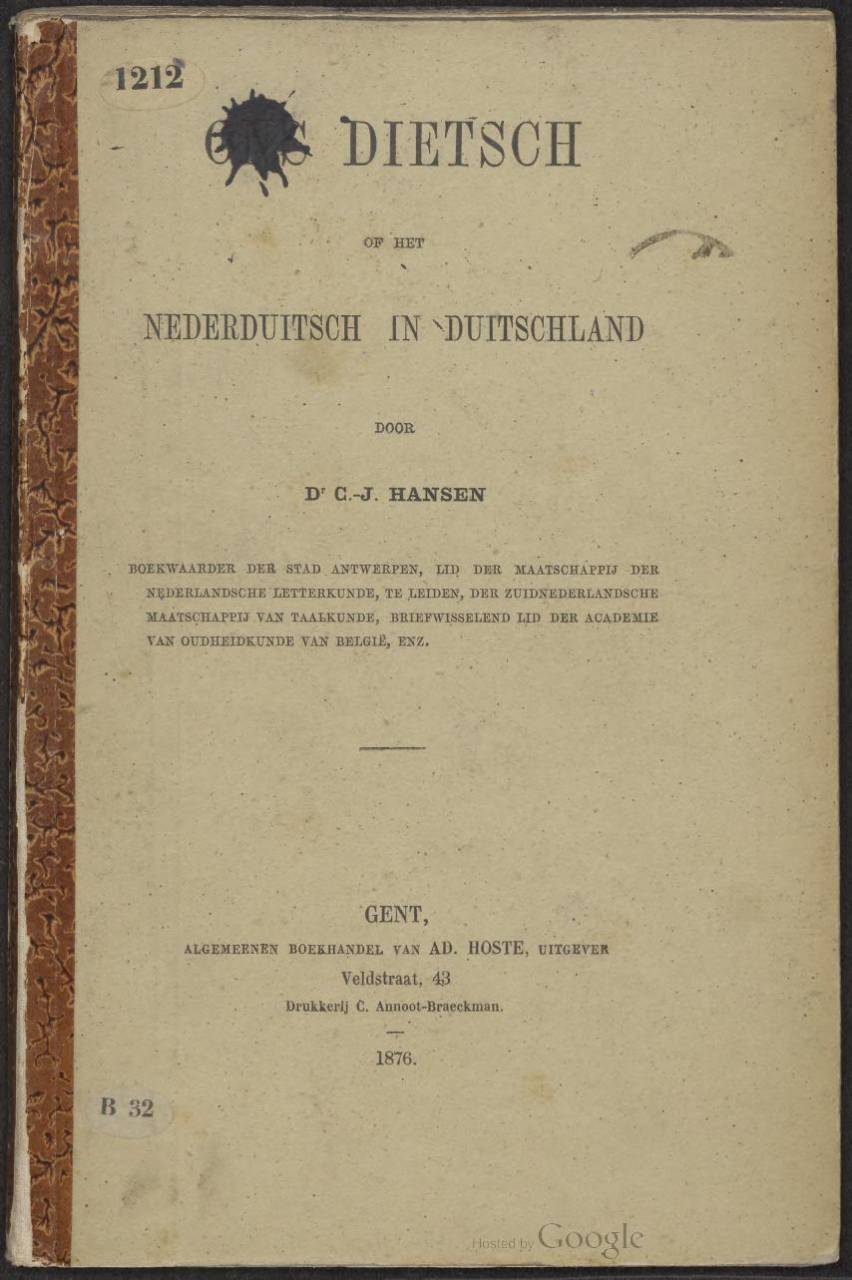 1212
ONS DIETSCH
OF HET
NEDERDUITSCH IN DUITSCHLAND
DOOR
Dr C.-J. HANSEN
BOEKWAARDER DER STAD ANTWERPEN, LID DER MAATSCHAPPIJ DER
NEDERLANDSCHE LETTERKUNDE, TE LEIDEN, DER ZUIDNEDERLANDSCHE
MAATSCHAPPIJ VAN TAALKUNDE, BRIEFWISSELEND LID DER ACADEMIE
VAN OUDHEIDKUNDE VAN BELGIË, ENZ.
GENT,
ALGEMEENEN BOEKHANDEL VAN AD. HOSTE, UITGEVER
Veldstraat, 43
Drukkerij C. Annoot-Braeckman.
1876.
B 32
Hosted by Google